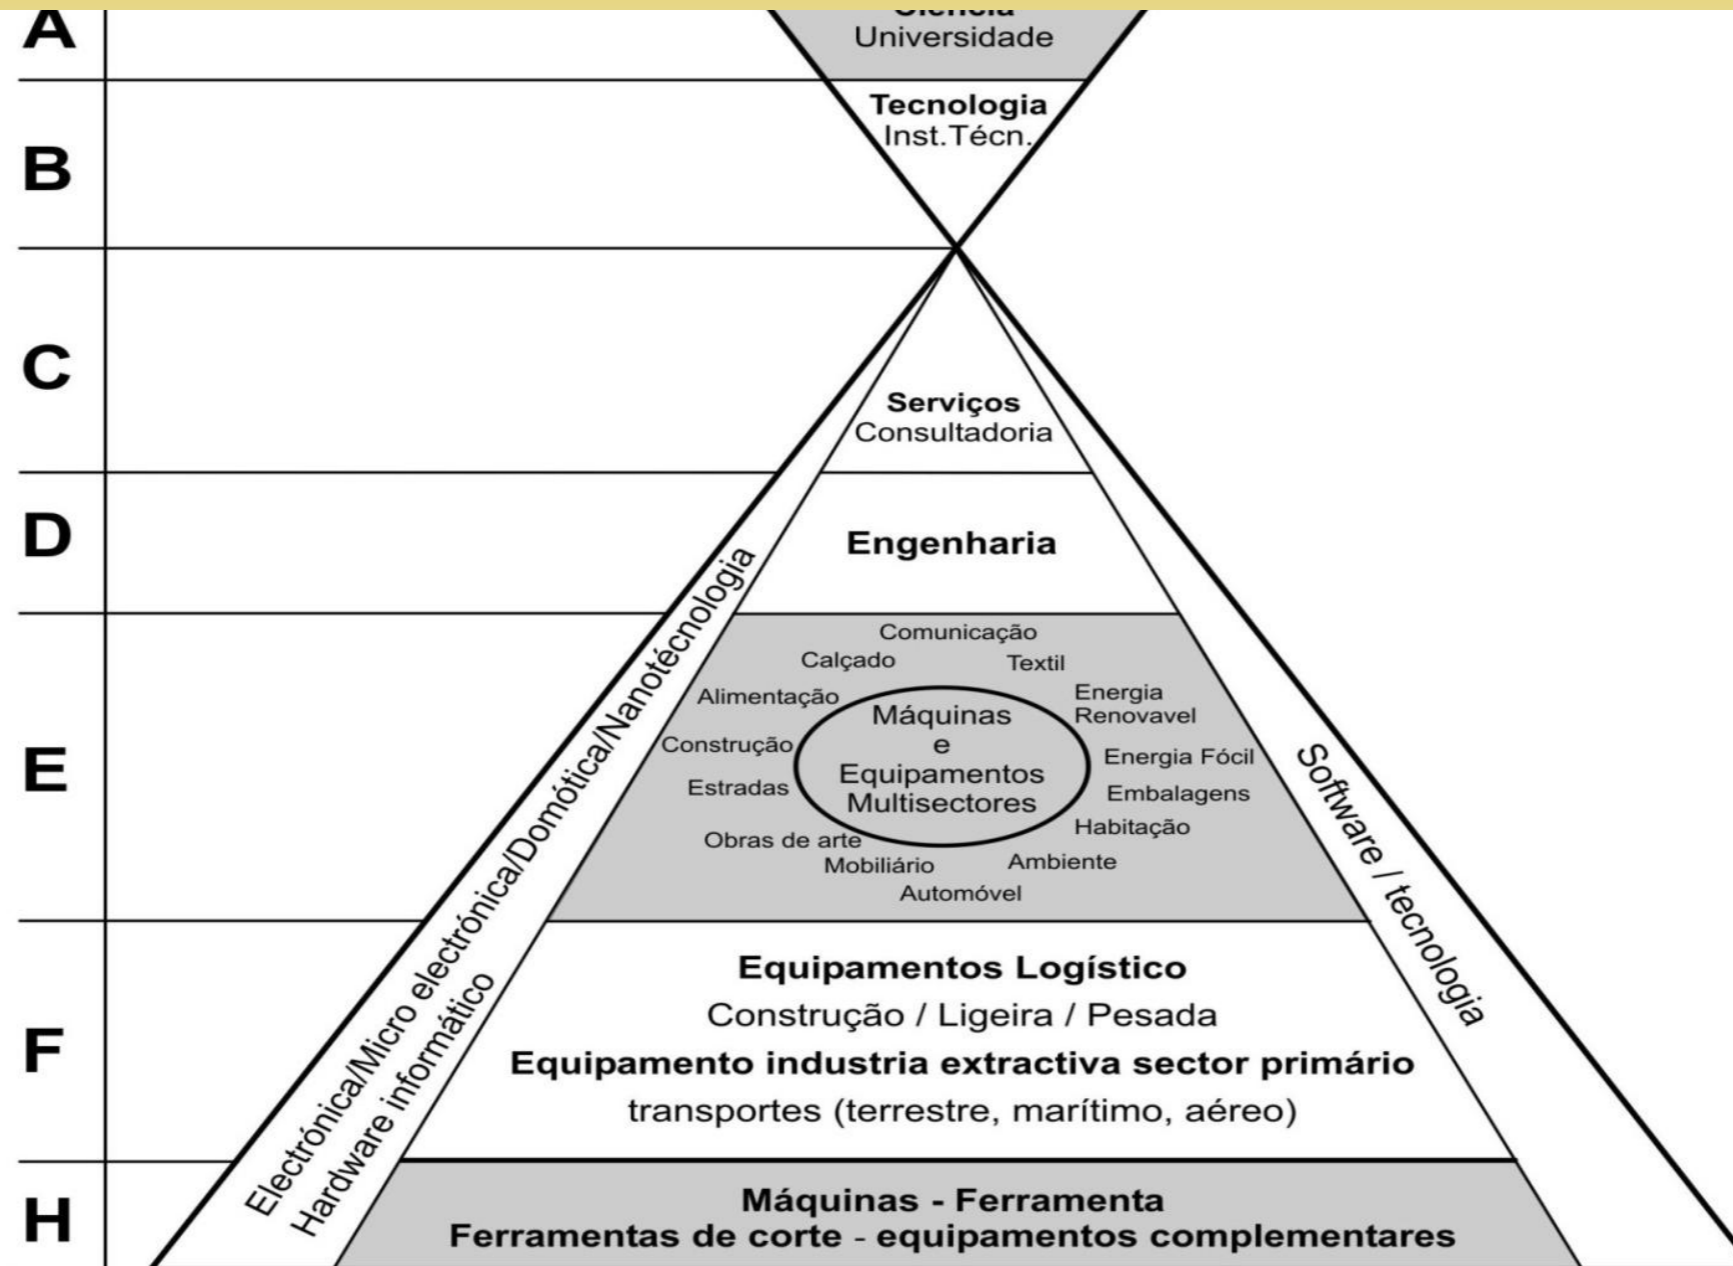 A
Ciência
Universidade
B
Tecnologia
Inst.Técn.
C
Serviços
Consultadoria
D
Engenharia
E
Comunicação
Calçado
Textil
Alimentação
Energia
Renovavel
Construção
Energia Fócil
Estradas
Embalagens
Obras de arte
Habitação
Mobiliário
Ambiente
Automóvel
Máquinas
e
Equipamentos
Multisectores
F
Equipamentos Logístico
Construção / Ligeira / Pesada
Equipamento industria extractiva sector primário
transportes (terrestre, marítimo, aéreo)
H
Máquinas - Ferramenta
Ferramentas de corte - equipamentos complementares
Electrónica/Micro electrónica/Domótica/Nanotécnologia
Hardware informático
Software / tecnologia